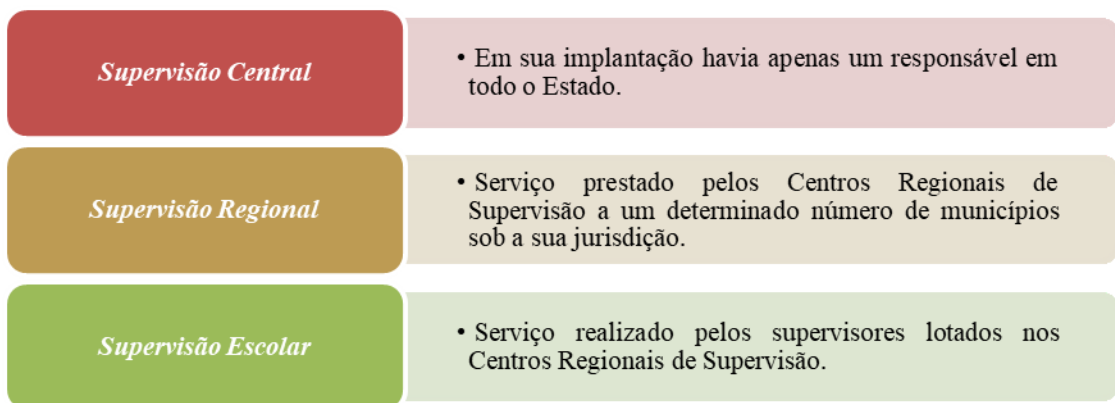 Supervisão Central
• Em sua implantação havia apenas um responsável em
todo o Estado.
Supervisão Regional
• Serviço prestado pelos Centros Regionais de
Supervisão a um determinado número de municípios
sob a sua jurisdição.
Supervisão Escolar
• Serviço realizado pelos supervisores lotados nos
Centros Regionais de Supervisão.